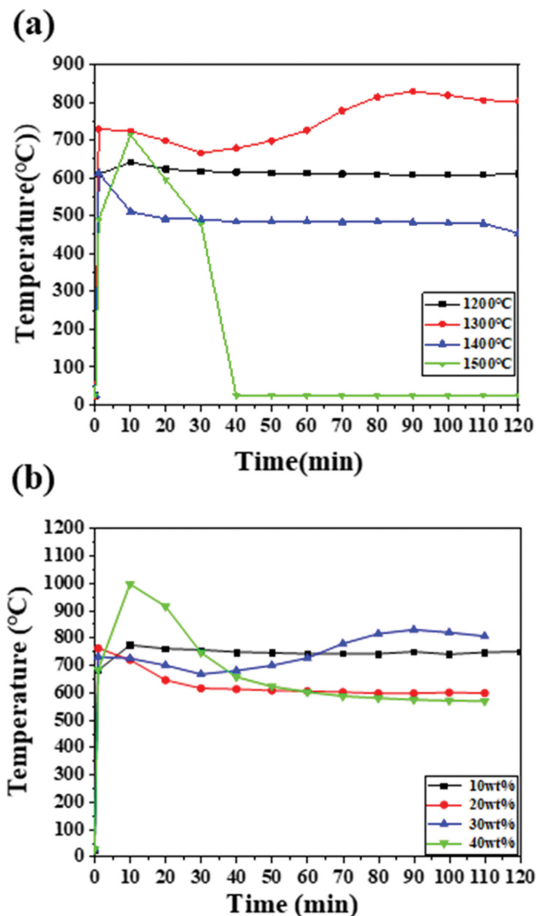 (a)
Temperature(°C))
900
800
700
600
500
400
300
200
100
0
0 10 20 30 40 50 60 70 80 90 100 110 120
Time(min)
1200°C
1300°C
1400°C
1500°C
(b)
Temperature (°C)
1200
1100
1000
900
800
700
600
500
400
300
200
100
0
0 10 20 30 40 50 60 70 80 90 100 110 120
Time (min)
10wt%
20wt%
30wt%
40wt%